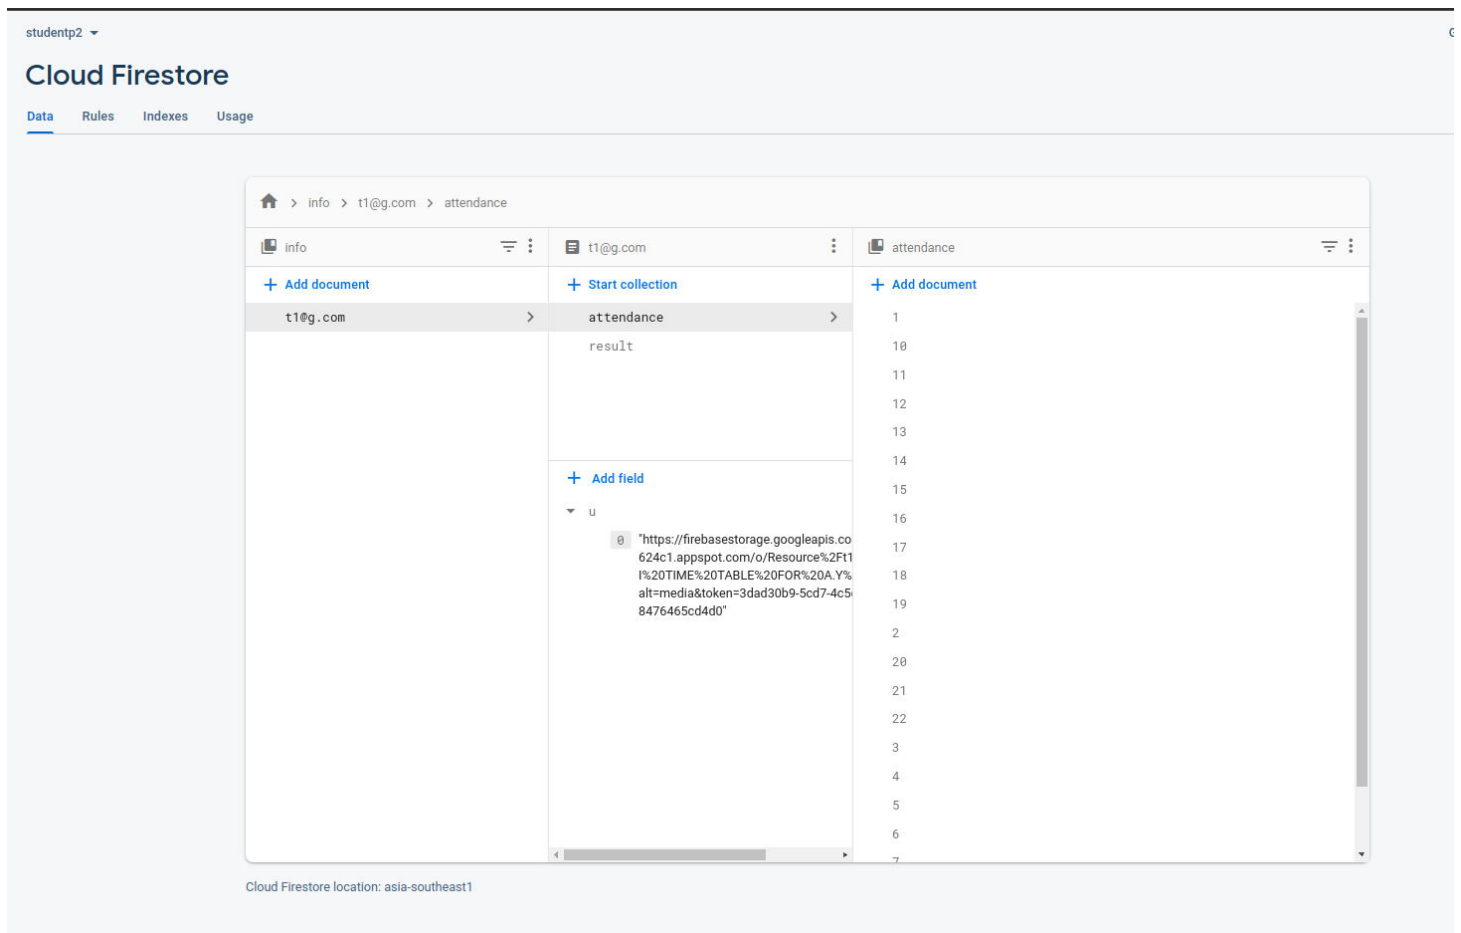 studentp2
Cloud Firestore
Data Rules Indexes Usage
info t1@g.com attendance
info
Add document
t1@g.com
t1@g.com
Start collection
attendance
result
Add field
u
0 "https://firebasestorage.googleapis.co
624c1.appspot.com/o/Resource%2Ft1
I%20TIME%20TABLE%20FOR%20A.Y%
alt=media&token=3dad30b9-5cd7-4c5
8476465cd4d0"
attendance
Add document
1
10
11
12
13
14
15
16
17
18
19
2
20
21
22
3
4
5
6
7
Cloud Firestore location: asia-southeast1